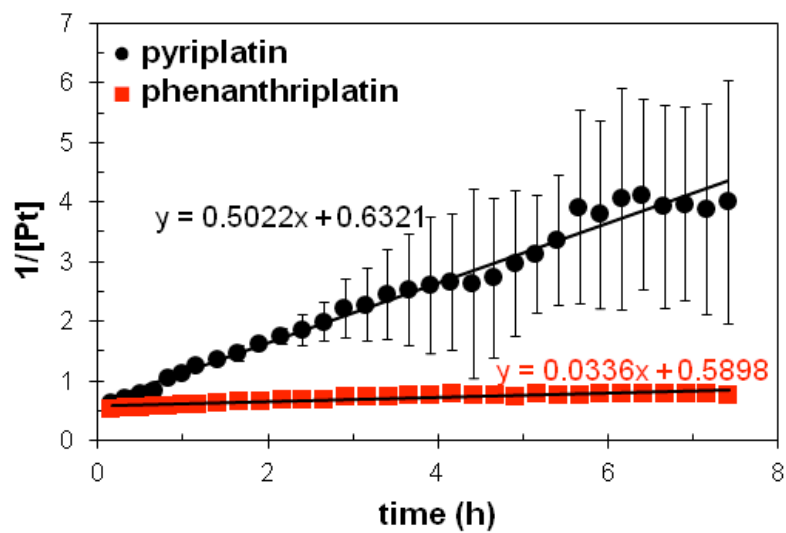 7
pyriplatin
phenanthriplatin
6
5
4
y = 0.5022x + 0.6321
1/[Pt]
3
2
y = 0.0336x + 0.5898
1
0
0 2 4 6 8
time (h)